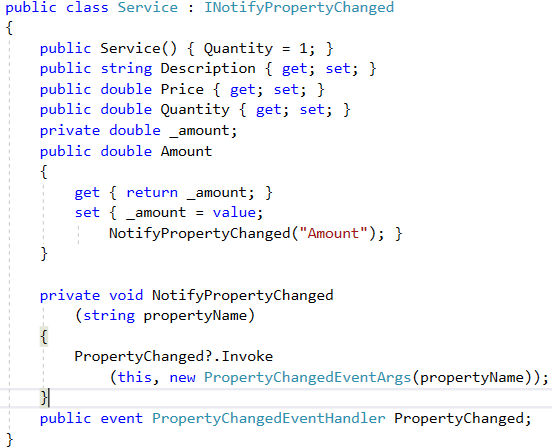 public class Service : INotifyPropertyChanged
{
public Service() { Quantity = 1; }
public string Description { get; set; }
public double Price { get; set; }
public double Quantity { get; set; }
private double _amount;
public double Amount
{
get { return _amount; }
set { _amount = value;
NotifyPropertyChanged("Amount"); }
}
private void NotifyPropertyChanged
(string propertyName)
{
PropertyChanged?.Invoke
(this, new PropertyChangedEventArgs(propertyName));
}
public event PropertyChangedEventHandler PropertyChanged;
}